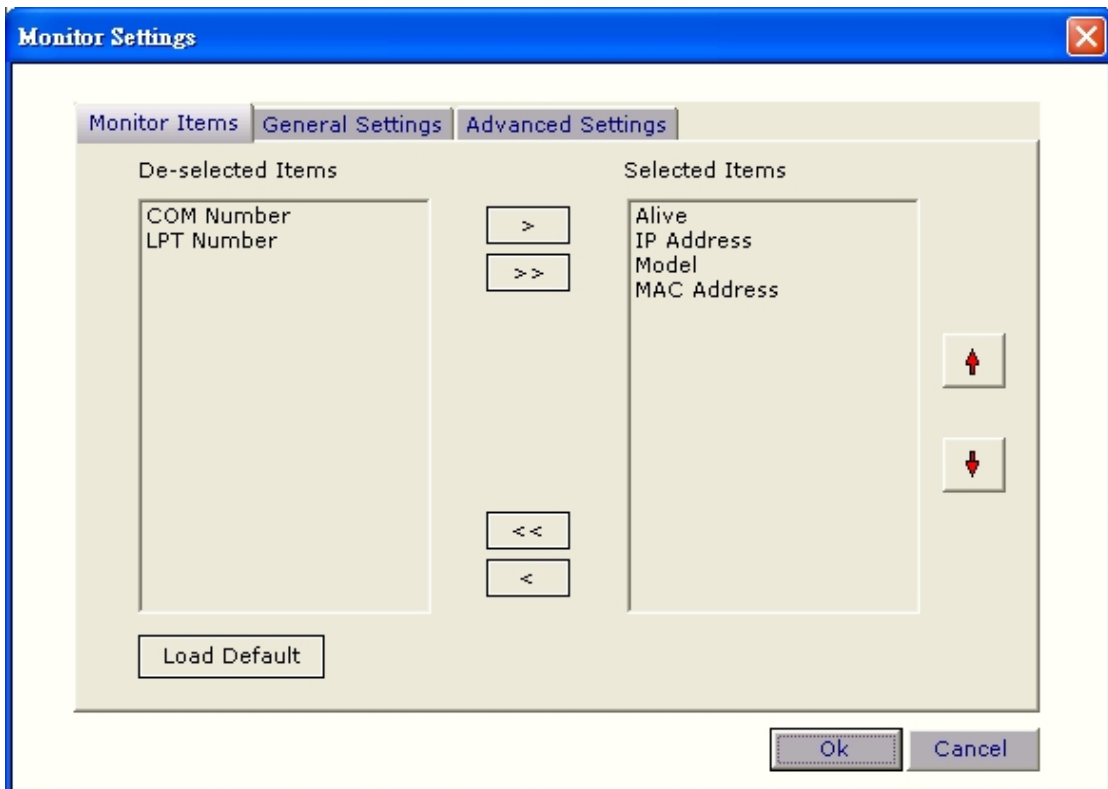 Monitor Settings
Monitor Items General Settings Advanced Settings
De-selected Items Selected Items
COM Number
LPT Number
>
>>
<<
<
Alive
IP Address
Model
MAC Address
Load Default
Ok Cancel